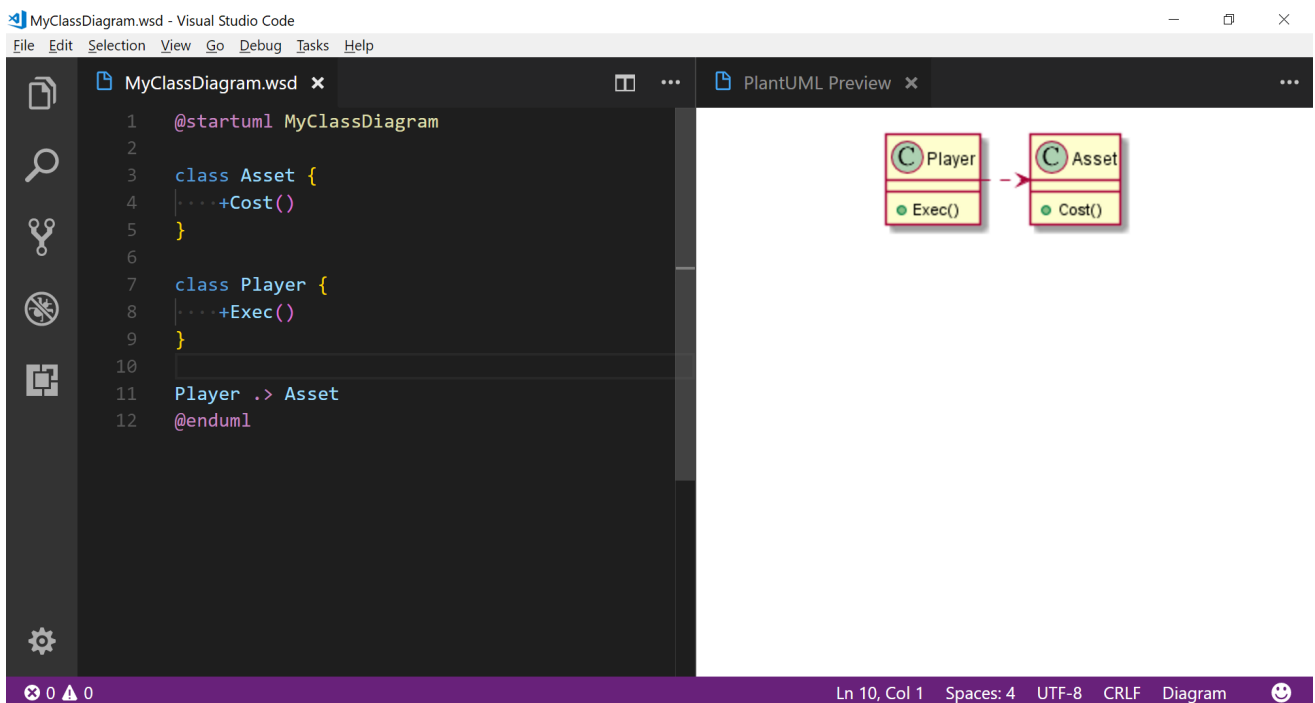 MyClassDiagram.wsd - Visual Studio Code
File Edit Selection View Go Debug Tasks Help
MyClassDiagram.wsd
PlantUML Preview
1 @startuml MyClassDiagram
2
3 class Asset {
4 ····+Cost()
5 }
6
7 class Player {
8 ····+Exec()
9 }
10
11 Player .> Asset
12 @enduml
C Player
Exec()
C Asset
Cost()
0 0 Ln 10, Col 1 Spaces: 4 UTF-8 CRLF Diagram